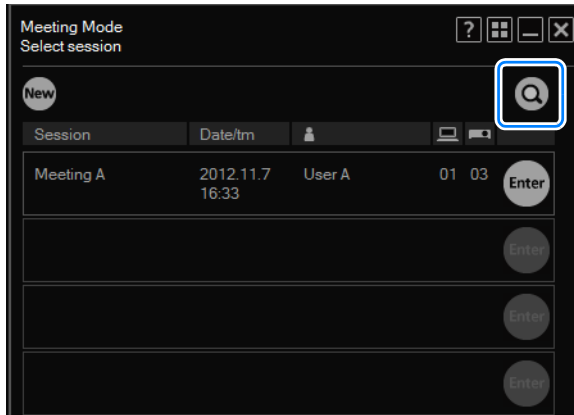 Meeting Mode
Select session
?
New
Session Date/tm
Meeting A 2012.11.7 User A 01 03 Enter
16:33
Enter
Enter
Enter